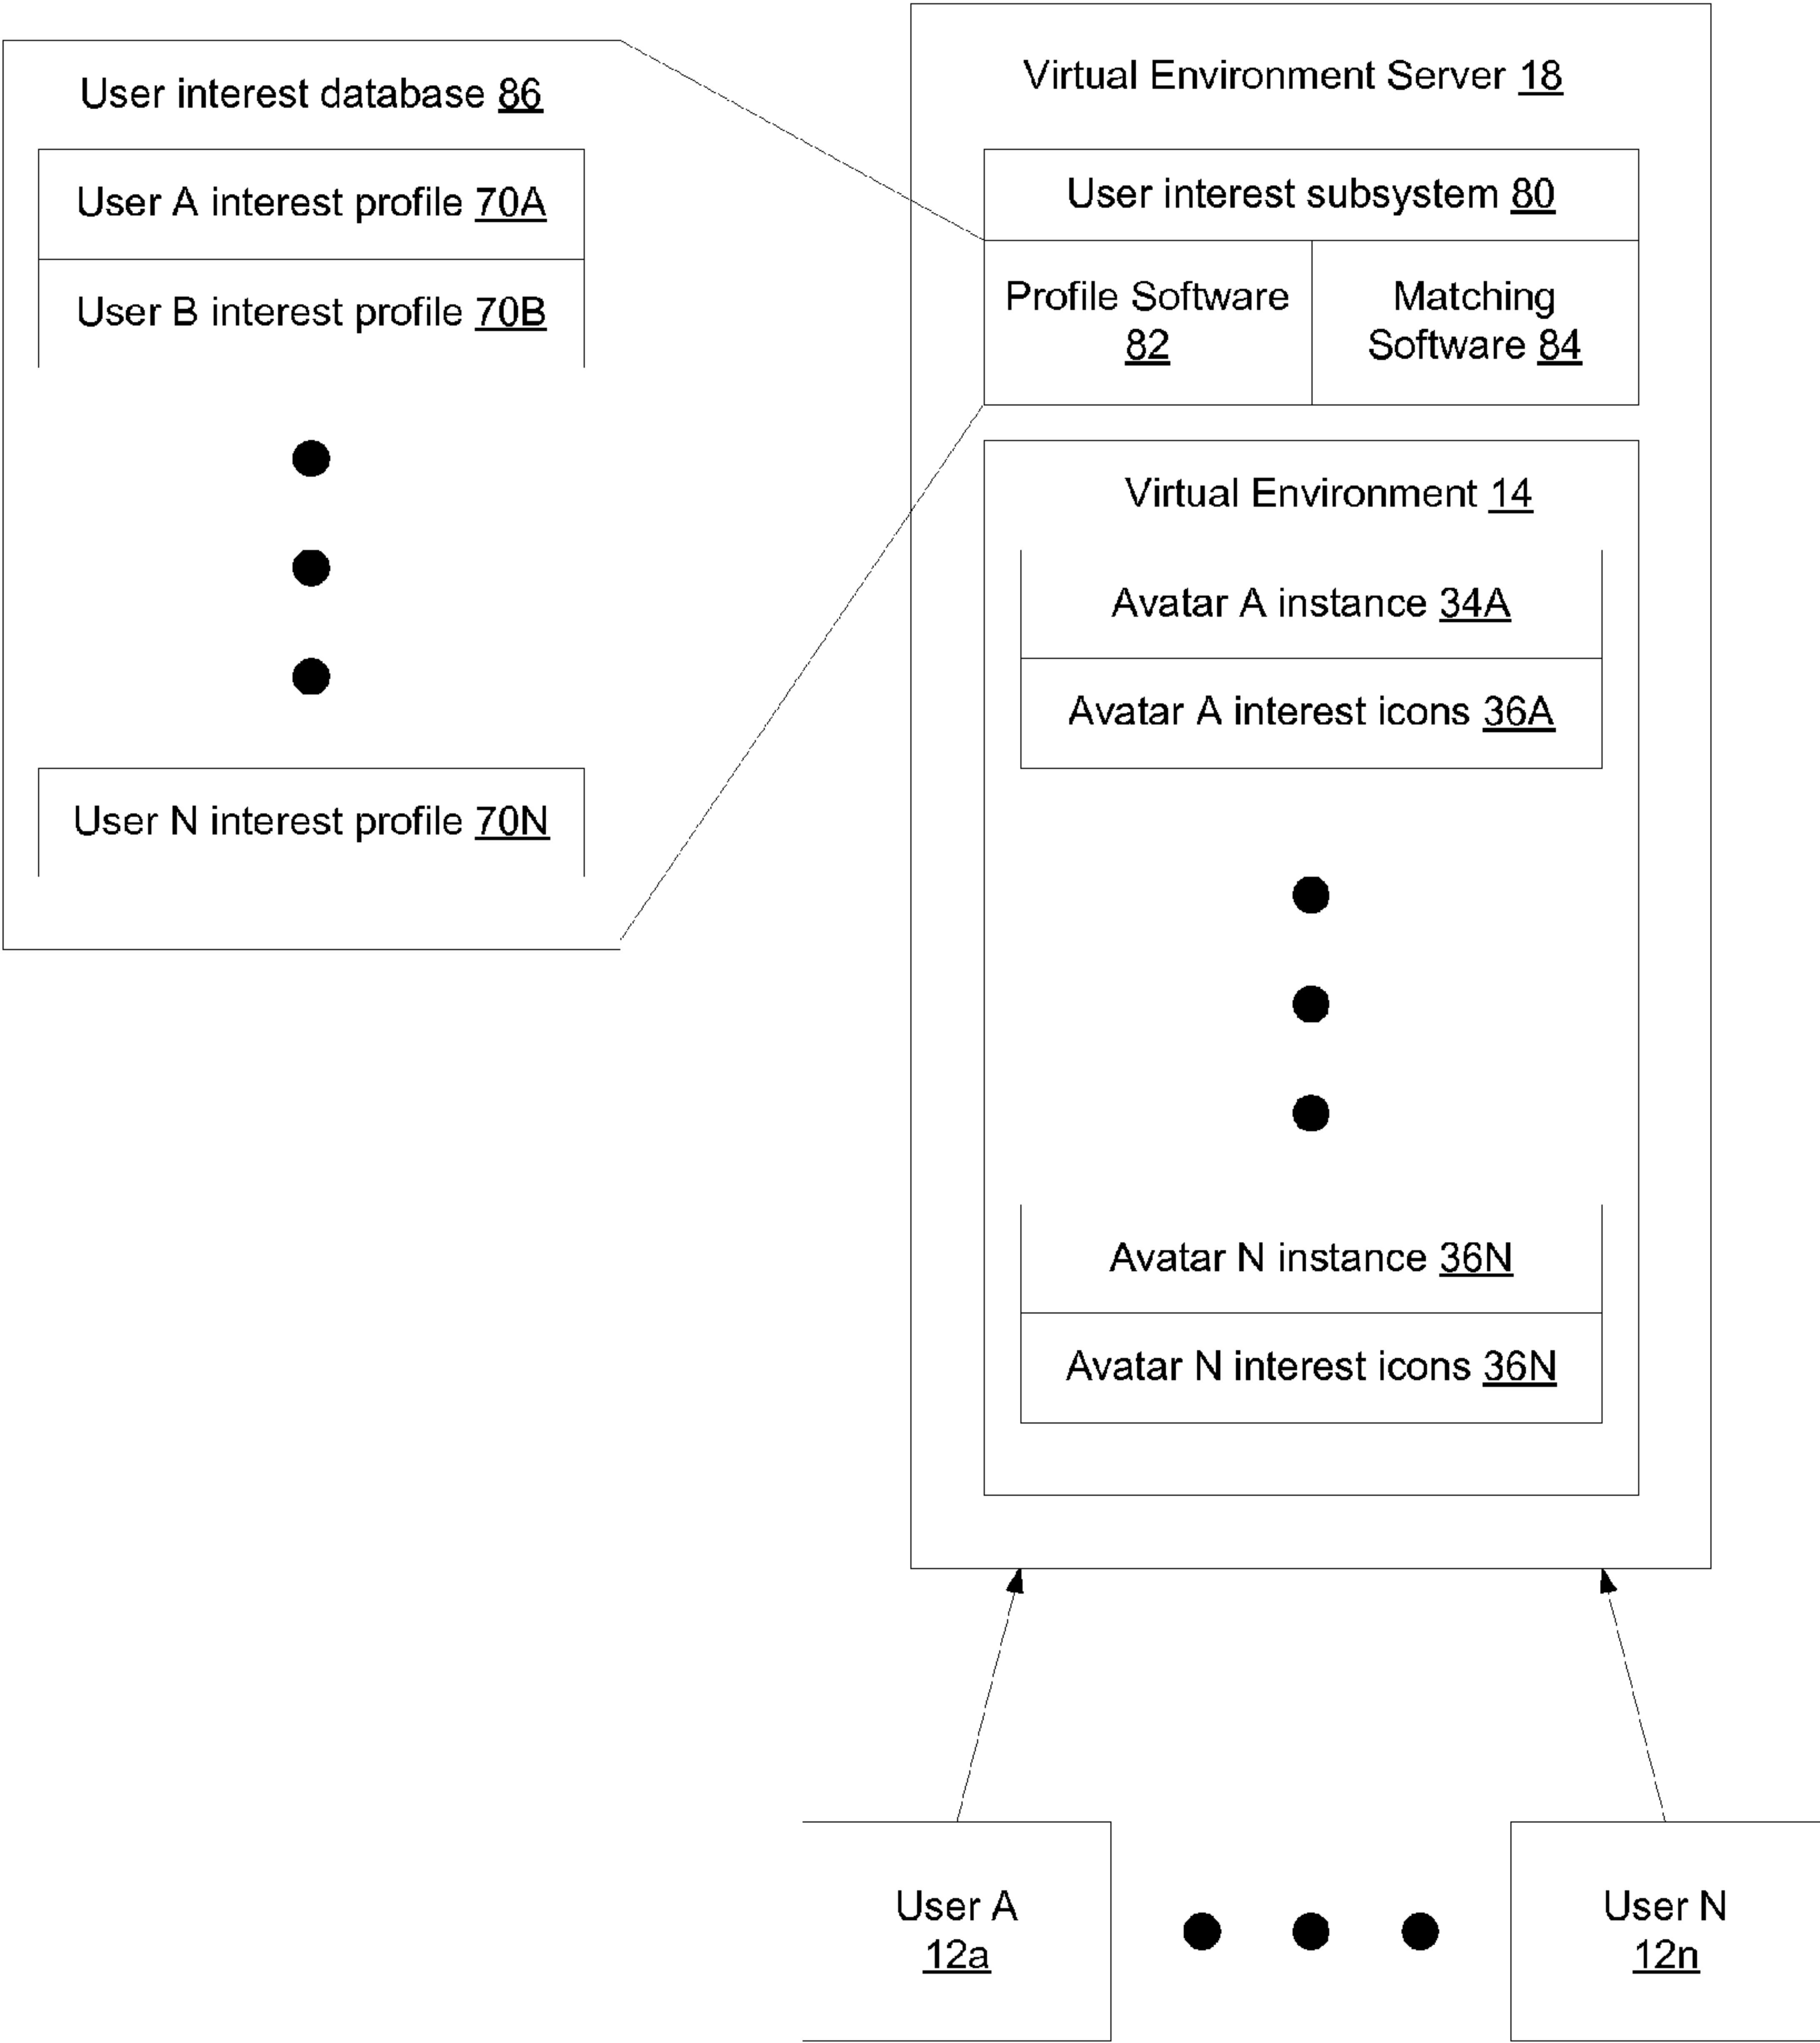 User interest database 86
User A interest profile 70A
User B interest profile 70B
User N interest profile 70N
Virtual Environment Server 18
User interest subsystem 80
Profile Software
82
Matching
Software 84
Virtual Environment 14
Avatar A instance 34A
Avatar A interest icons 36A
Avatar N instance 36N
Avatar N interest icons 36N
User A
12a
User N
12n